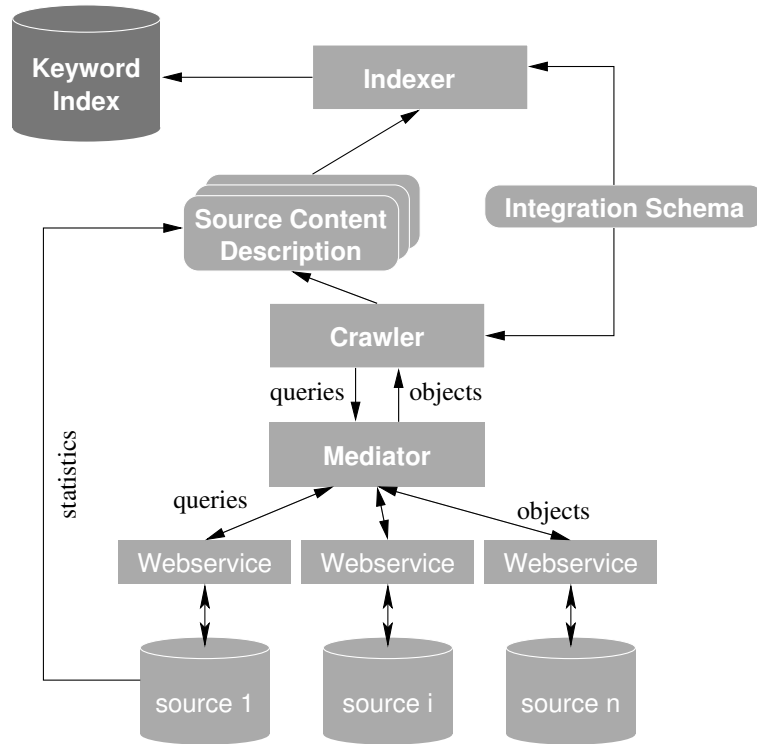 Keyword
Index
Indexer
Source Content
Description
Integration Schema
Crawler
queries
objects
Mediator
statistics
queries
objects
Webservice
Webservice
Webservice
source 1
source i
source n